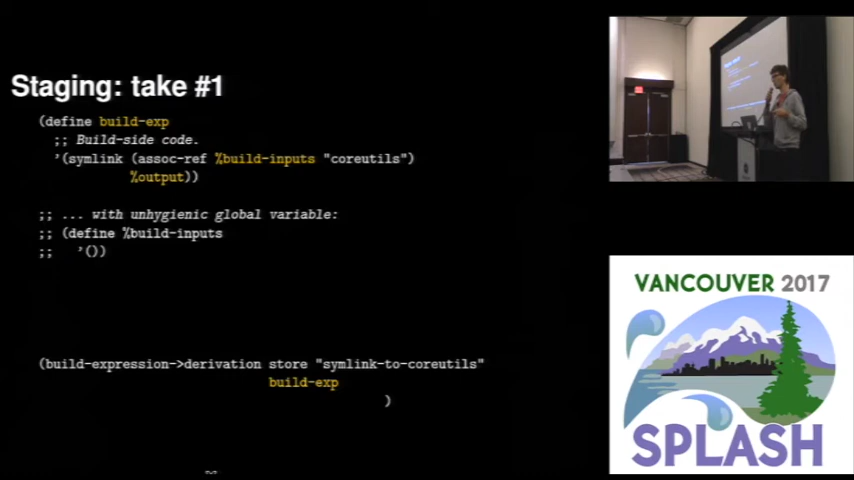 Staging: take #1
(define build-exp
;; Build-side code.
'(symlink (assoc-ref %build-inputs "coreutils")
%output))
;; ... with unhygienic global variable:
;; (define %build-inputs
;; '())
(build-expression->derivation store "symlink-to-coreutils"
build-exp
)
VANCOUVER 2017
SPLASH